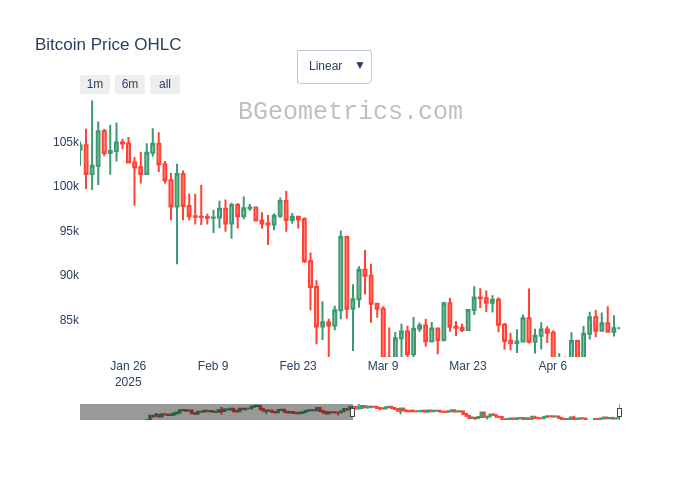 Bitcoin Price OHLC
Linear ▼
1m 6m all
BGeometrics.com
105k
100k
95k
90k
85k
Jan 26 Feb 9 Feb 23 Mar 9 Mar 23 Apr 6
2025